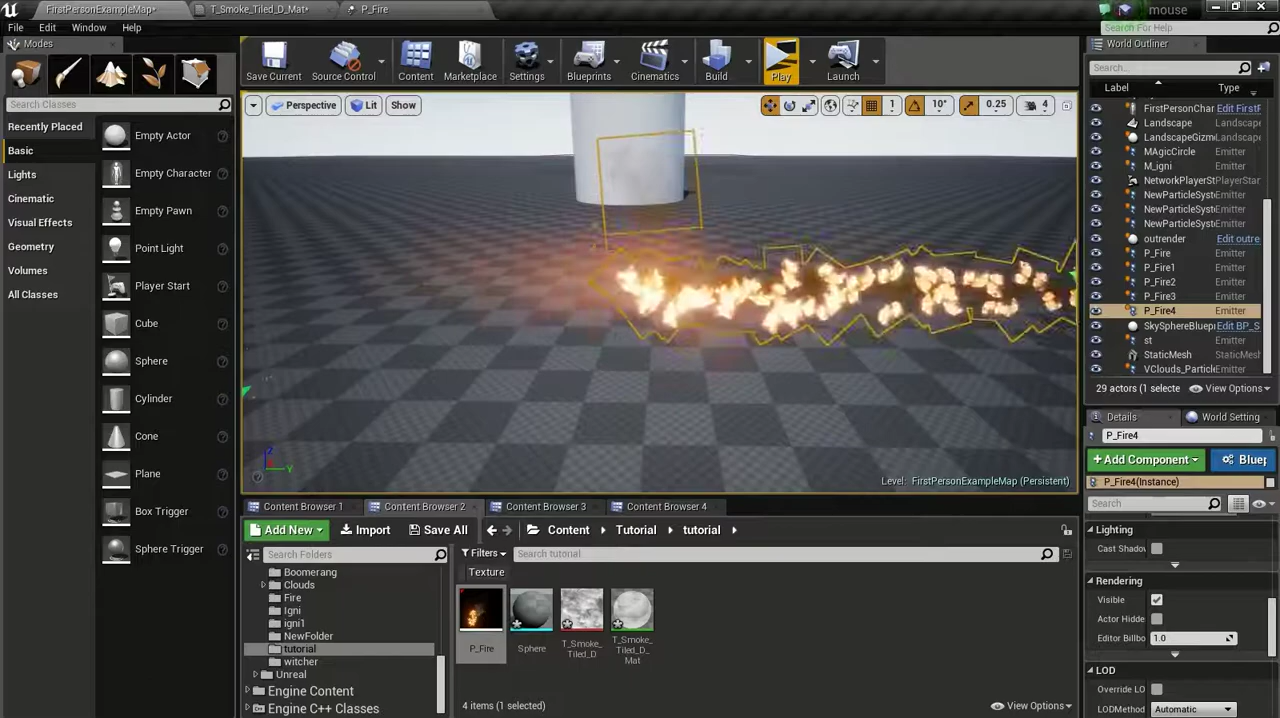 FirstPersonExampleMap*
T_Smoke_Tiled_D_Mat*
P_Fire
mouse
File
Edit
Window
Help
Search For Help
Modes
Search Classes
Recently Placed
Basic
Lights
Cinematic
Visual Effects
Geometry
Volumes
All Classes
Empty Actor
Empty Character
Empty Pawn
Point Light
Player Start
Cube
Sphere
Cylinder
Cone
Plane
Box Trigger
Sphere Trigger
Save Current
Source Control
Content
Marketplace
Settings
Blueprints
Cinematics
Build
Play
Launch
Perspective
Lit
Show
1
10°
0.25
4
Z
Y
Level: FirstPersonExampleMap (Persistent)
World Outliner
Search...
Label
Type
FirstPersonChar Edit FirstF
Landscape Landscape
LandscapeGizm Landscape
MAgicCircle Emitter
M_igni Emitter
NetworkPlayerSt PlayerStar
NewParticleSyst Emitter
NewParticleSyst Emitter
NewParticleSyst Emitter
outrender Edit outre
P_Fire Emitter
P_Fire1 Emitter
P_Fire2 Emitter
P_Fire3 Emitter
P_Fire4 Emitter
SkySphereBluepr Edit BP_S
st Emitter
StaticMesh StaticMesh
VClouds_Particl Emitter
29 actors (1 selecte
View Options
Details
World Setting
P_Fire4
Add Component
Bluep
P_Fire4(Instance)
Search
Lighting
Cast Shadov
Rendering
Visible
Actor Hidde
Editor Billbo
1.0
LOD
Override LO
LODMethod
Automatic
Content Browser 1
Content Browser 2
Content Browser 3
Content Browser 4
Add New
Import
Save All
Content
Tutorial
tutorial
Search Folders
Filters
Search tutorial
Texture
Boomerang
Clouds
Fire
Igni
igni1
NewFolder
tutorial
witcher
Unreal
Engine Content
Engine C++ Classes
P_Fire
Sphere
T_Smoke_
Tiled_D
T_Smoke_
Tiled_D_
Mat
4 items (1 selected)
View Options